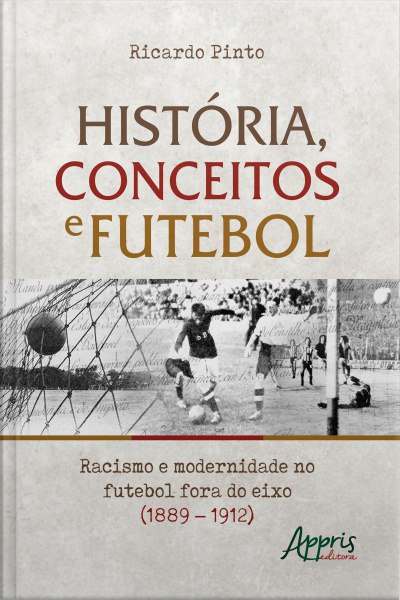 Ricardo Pinto
HISTÓRIA,
CONCEITOS
e FUTEBOL
Racismo e modernidade no
futebol fora do eixo
(1889 – 1912)
Appris
editora